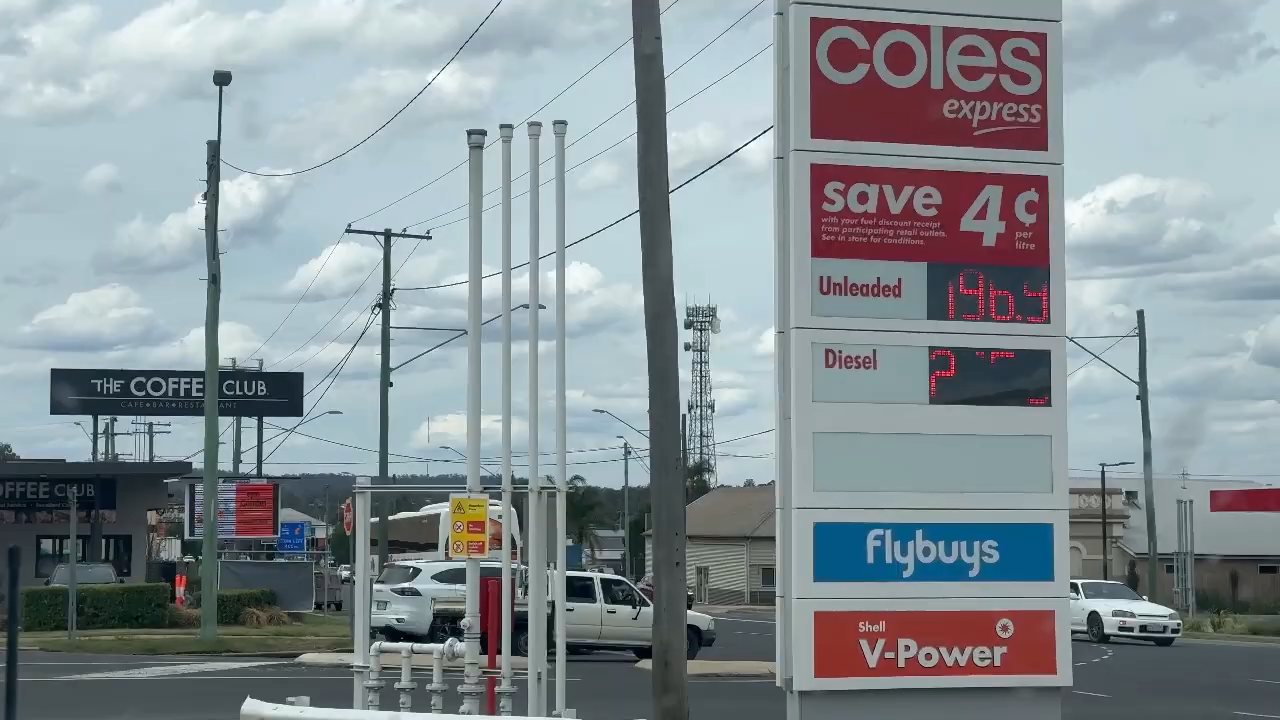 coles
express
save 4¢
with your fuel discount receipt
from participating retail outlets.
See in store for conditions.
per
litre
Unleaded 196.9
Diesel 2
flybuys
Shell
V-Power
THE COFFEE CLUB.
CAFE BAR RESTAURANT
OFFEE CLUB